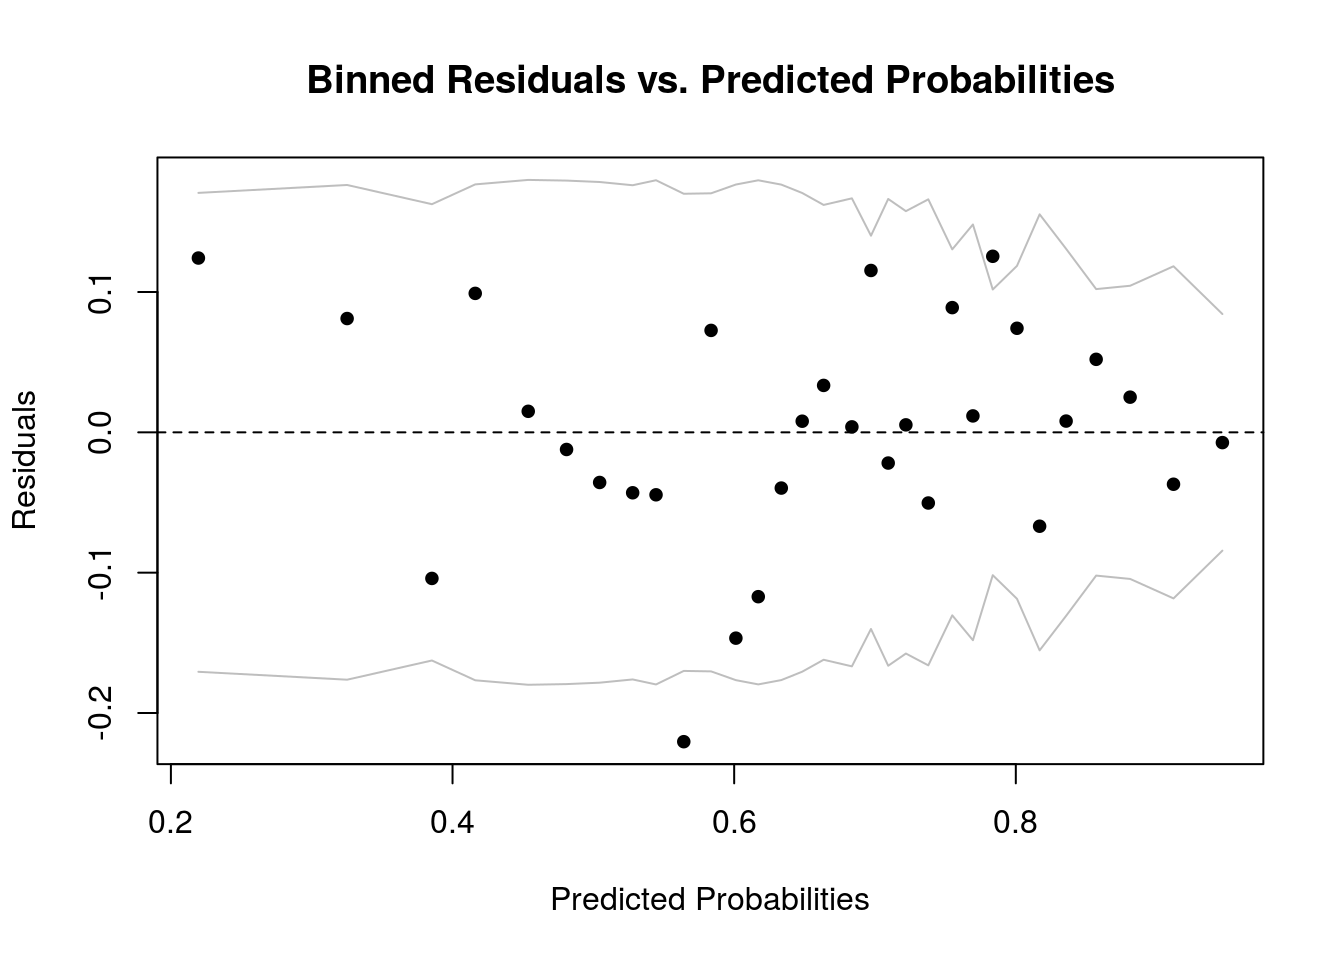 Binned Residuals vs. Predicted Probabilities
Residuals
0.1
0.0
-0.1
-0.2
0.2 0.4 0.6 0.8
Predicted Probabilities